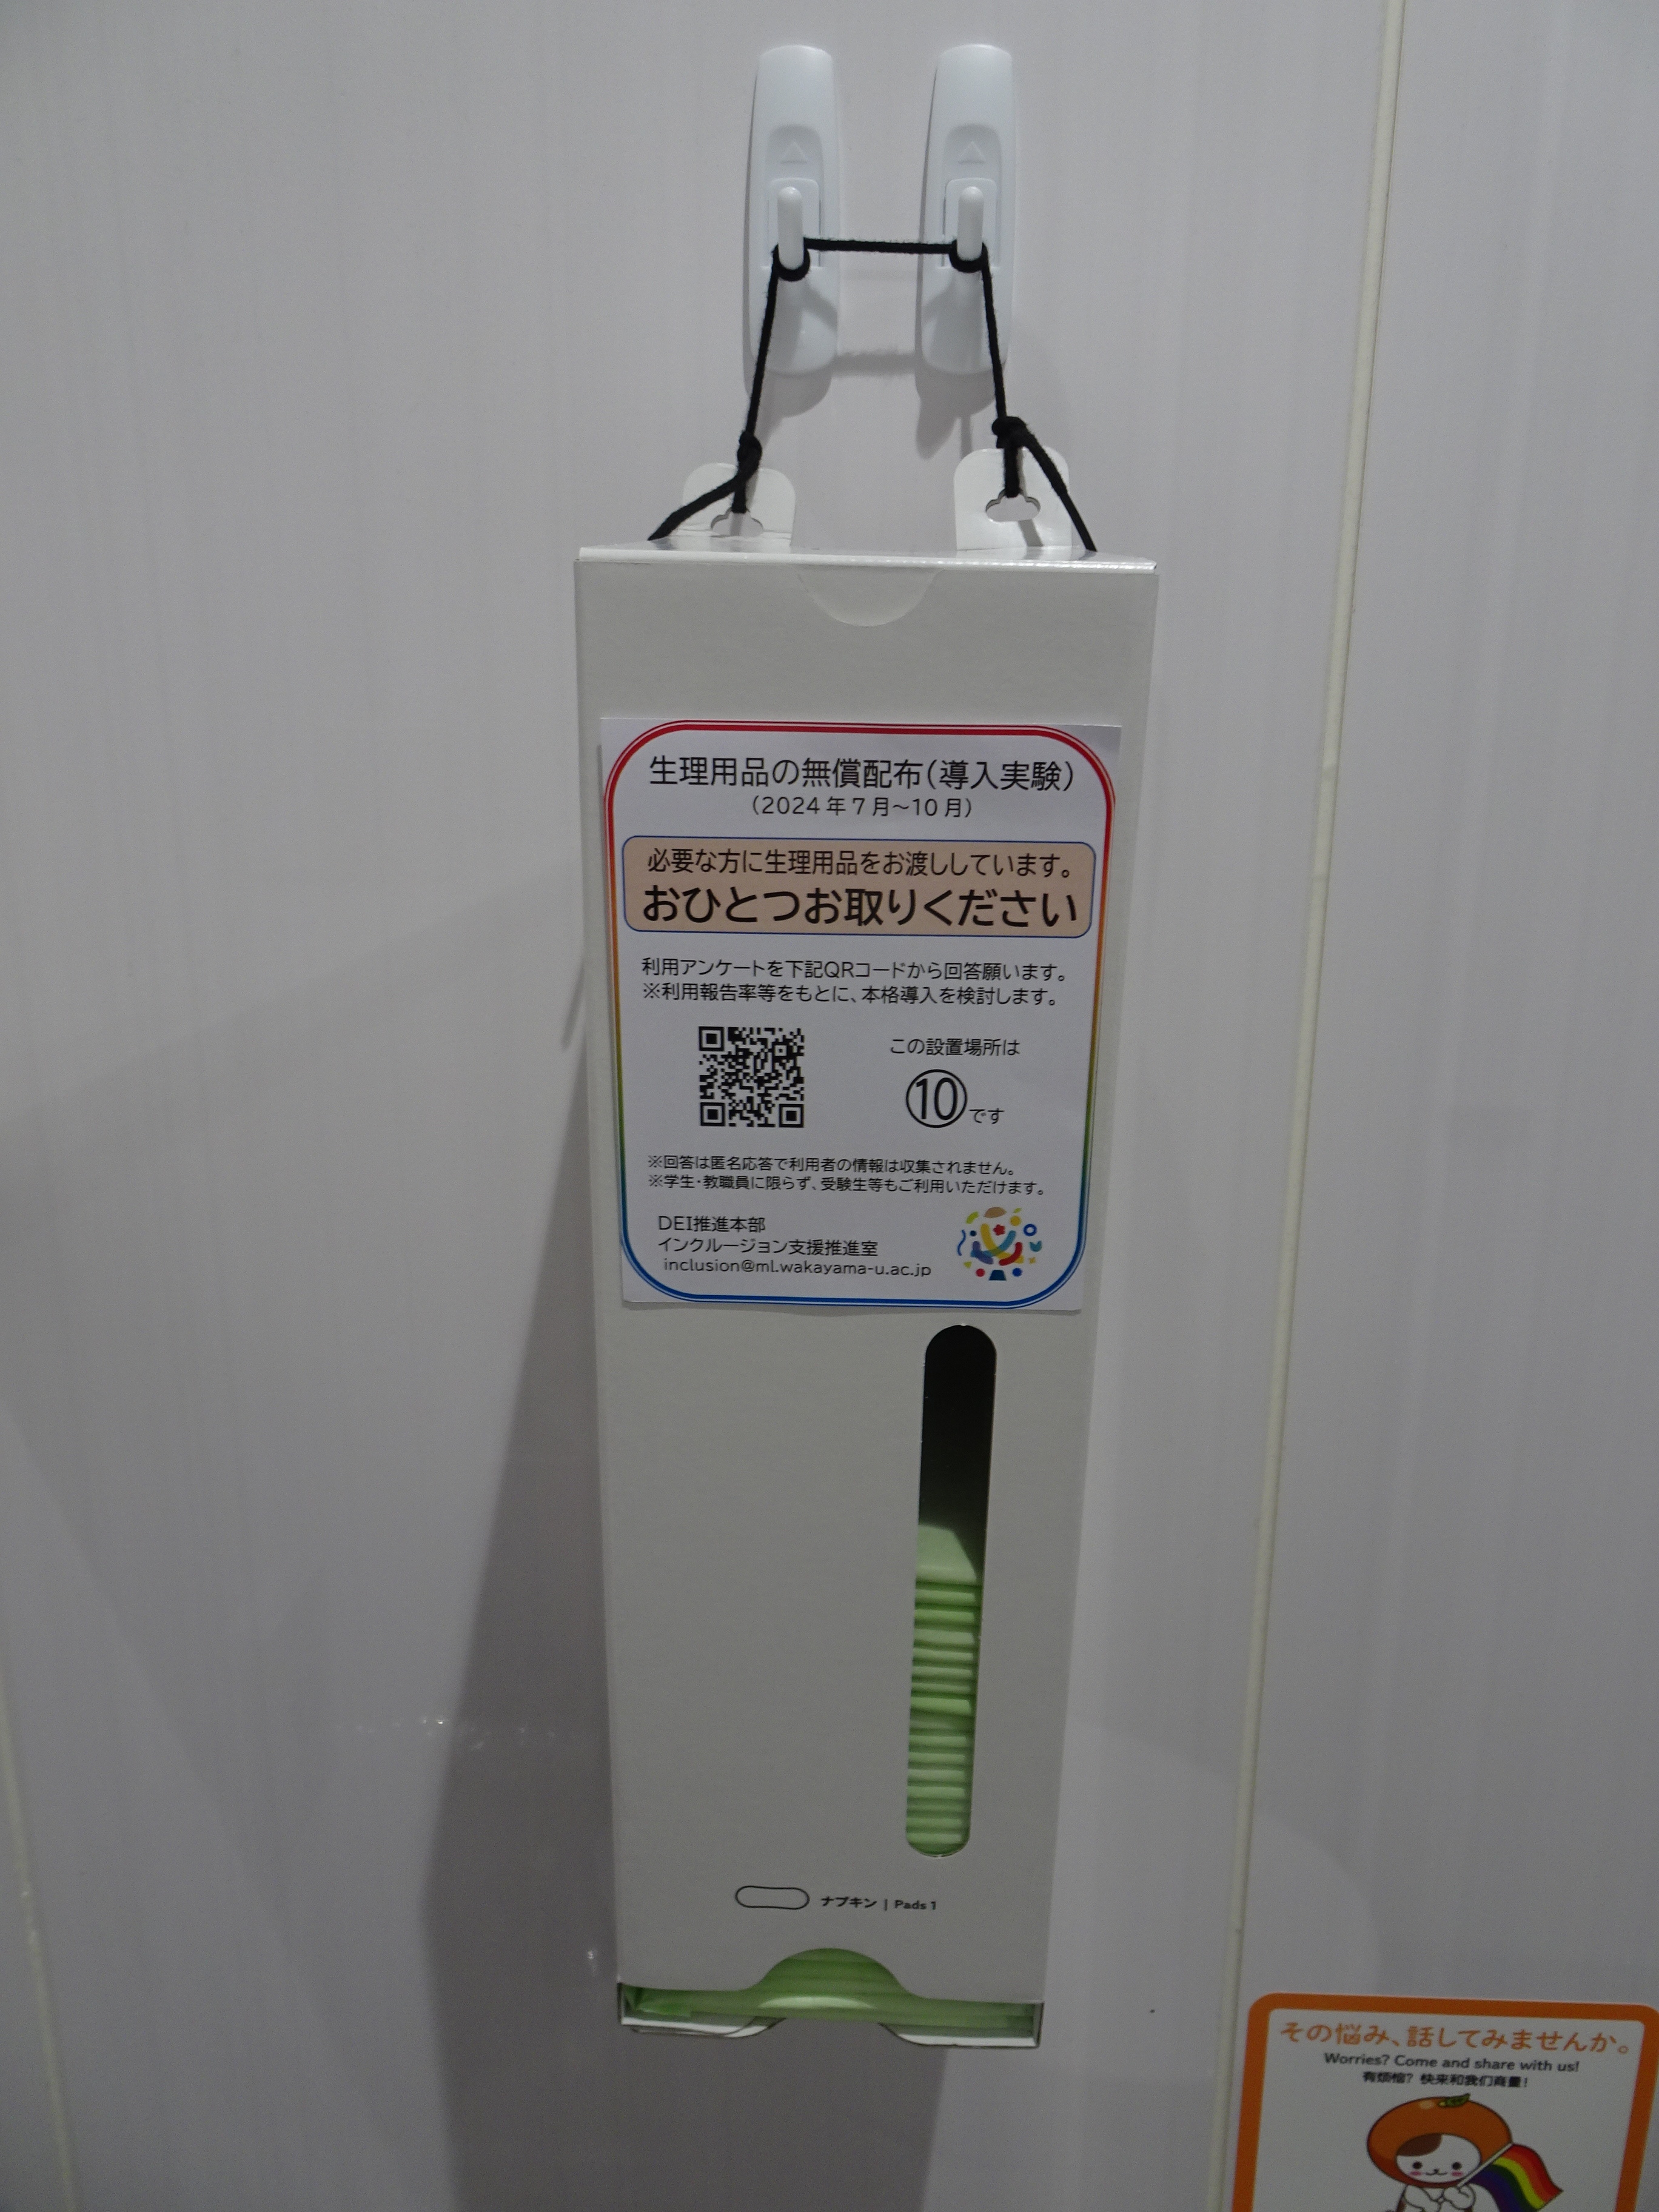 生理用品の無償配布(導入実験)
(2024年7月~10月)
必要な方に生理用品をお渡ししています。
おひとつお取りください
利用アンケートを下記QRコードから回答願います。
※利用報告率等をもとに、本格導入を検討します。
この設置場所は
⑩です
※回答は匿名応答で利用者の情報は収集されません。
※学生・教職員に限らず、受験生等もご利用いただけます。
DEI推進本部
インクルージョン支援推進室
inclusion@ml.wakayama-u.ac.jp
ナプキン | Pads 1
その悩み、話してみませんか。
Worries? Come and share with us!
有烦恼? 快来和我们商量!